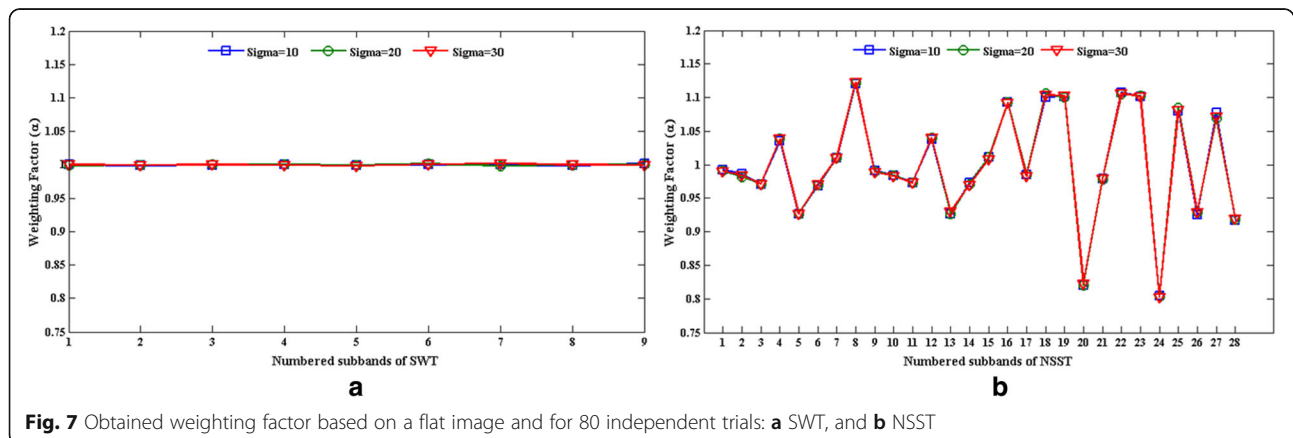 1.2
1.15
1.1
1.05
1
0.95
0.9
0.85
0.8
0.75
Weighting Factor (α)
Sigma=10 Sigma=20 Sigma=30
1 2 3 4 5 6 7 8 9
Numbered subbands of SWT
a
1.2
1.15
1.1
1.05
1
0.95
0.9
0.85
0.8
0.75
Weighting Factor (α)
Sigma=10 Sigma=20 Sigma=30
1 2 3 4 5 6 7 8 9 10 11 12 13 14 15 16 17 18 19 20 21 22 23 24 25 26 27 28
Numbered subbands of NSST
b
Fig. 7 Obtained weighting factor based on a flat image and for 80 independent trials: a SWT, and b NSST